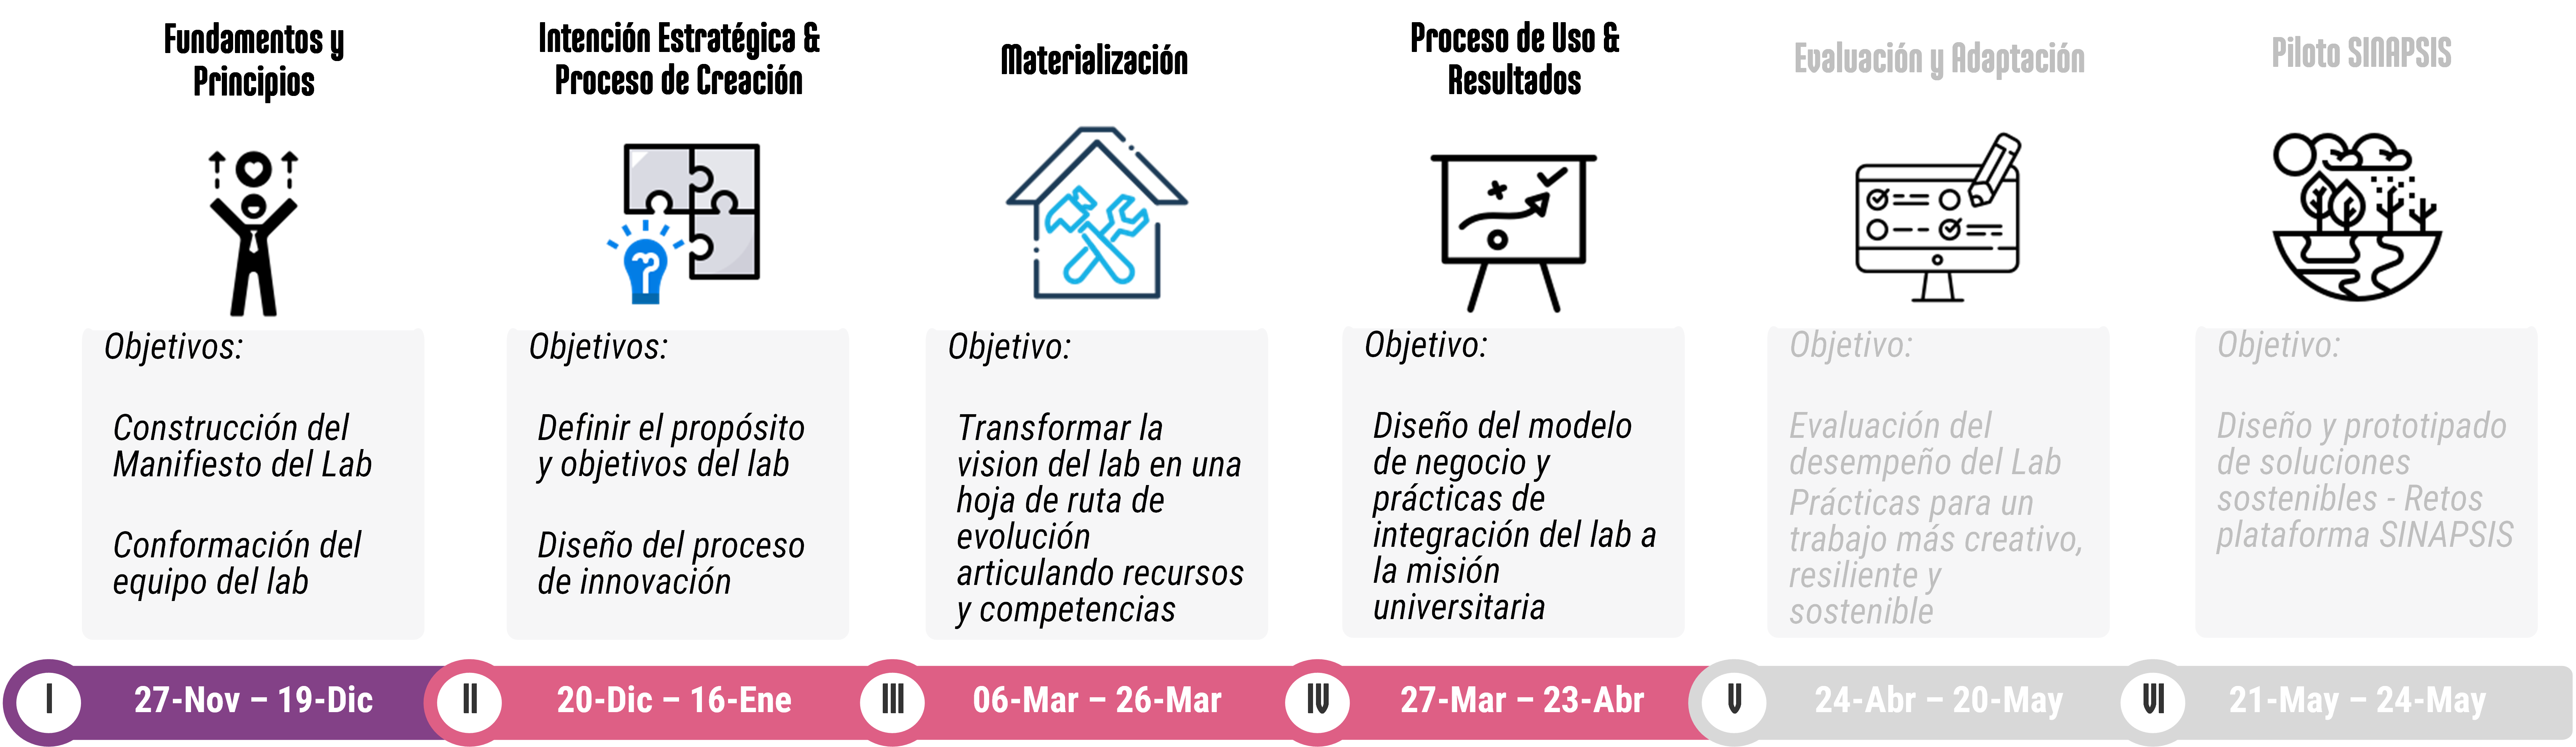 Fundamentos y
Principios
Objetivos:
Construcción del
Manifiesto del Lab
Conformación del
equipo del lab
I
27-Nov – 19-Dic
Intención Estratégica &
Proceso de Creación
Objetivos:
Definir el propósito
y objetivos del lab
Diseño del proceso
de innovación
II
20-Dic – 16-Ene
Materialización
Objetivo:
Transformar la
vision del lab en una
hoja de ruta de
evolución
articulando recursos
y competencias
III
06-Mar – 26-Mar
Proceso de Uso &
Resultados
Objetivo:
Diseño del modelo
de negocio y
prácticas de
integración del lab a
la misión
universitaria
IV
27-Mar – 23-Abr
Evaluación y Adaptación
Objetivo:
Evaluación del
desempeño del Lab
Prácticas para un
trabajo más creativo,
resiliente y
sostenible
V
24-Abr – 20-May
Piloto SINAPSIS
Objetivo:
Diseño y prototipado
de soluciones
sostenibles - Retos
plataforma SINAPSIS
VI
21-May – 24-May